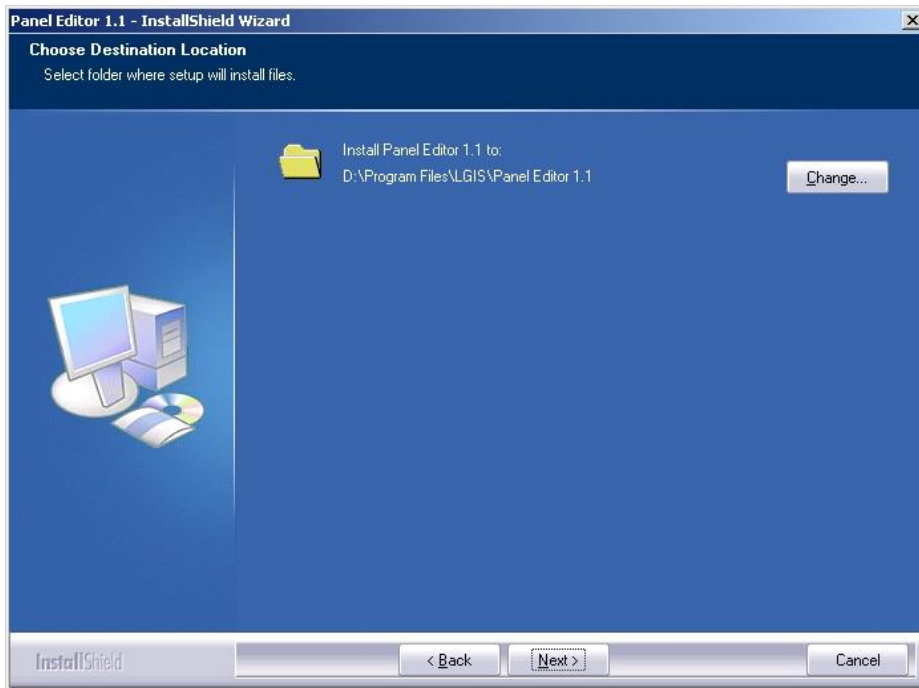 Panel Editor 1.1 - InstallShield Wizard
Choose Destination Location
Select folder where setup will install files.
Install Panel Editor 1.1 to:
D:\Program Files\LGIS\Panel Editor 1.1
Change...
InstallShield
< Back
Next >
Cancel